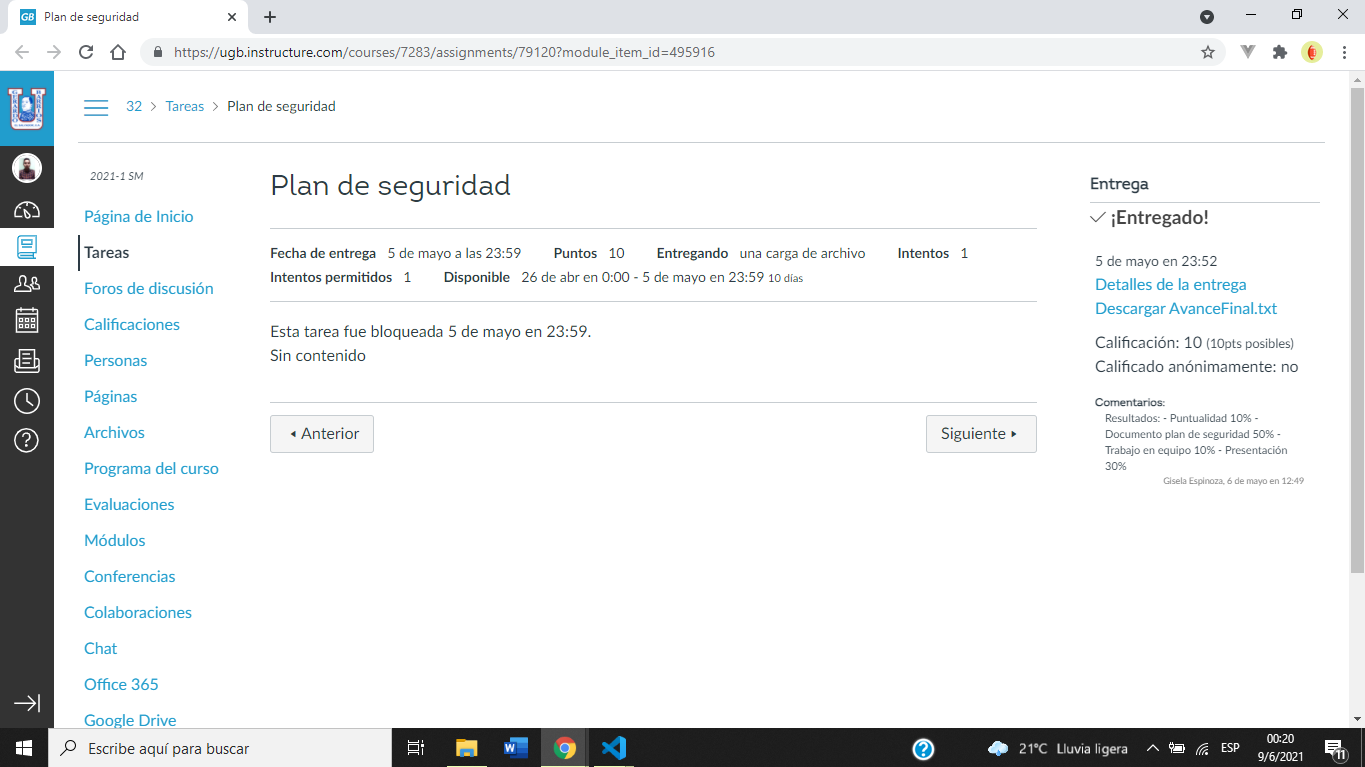 GB Plan de seguridad
https://ugb.instructure.com/courses/7283/assignments/79120?module_item_id=495916
32 > Tareas > Plan de seguridad
2021-1 SM
Página de Inicio
Tareas
Foros de discusión
Calificaciones
Personas
Páginas
Archivos
Programa del curso
Evaluaciones
Módulos
Conferencias
Colaboraciones
Chat
Office 365
Google Drive
Plan de seguridad
Fecha de entrega 5 de mayo a las 23:59 Puntos 10 Entregando una carga de archivo Intentos 1
Intentos permitidos 1 Disponible 26 de abr en 0:00 - 5 de mayo en 23:59 10 días
Esta tarea fue bloqueada 5 de mayo en 23:59.
Sin contenido
Anterior
Siguiente
Entrega
¡Entregado!
5 de mayo en 23:52
Detalles de la entrega
Descargar AvanceFinal.txt
Calificación: 10 (10pts posibles)
Calificado anónimamente: no
Comentarios:
Resultados: - Puntualidad 10% -
Documento plan de seguridad 50% -
Trabajo en equipo 10% - Presentación
30%
Gisela Espinoza, 6 de mayo en 12:49
Escribe aquí para buscar
21°C Lluvia ligera
ESP
00:20
9/6/2021
11